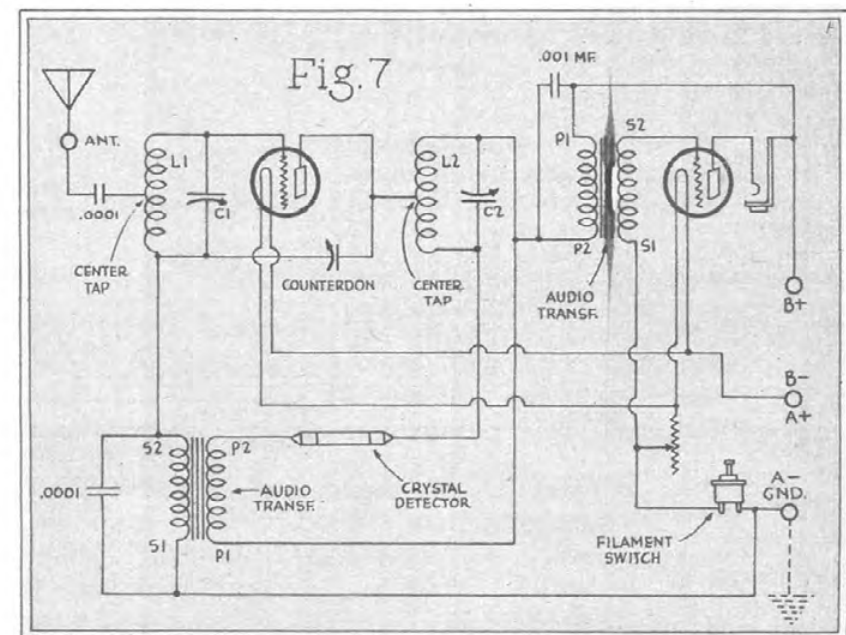 Fig. 7
.001 MF.
ANT.
L1
C1
.0001
CENTER
TAP
COUNTERDON
L2
C2
CENTER
TAP
P1
S2
P2
S1
AUDIO
TRANSF.
B+
B-
A+
S2
P2
.0001
AUDIO
TRANSF.
S1
P1
CRYSTAL
DETECTOR
FILAMENT
SWITCH
A-
GND.